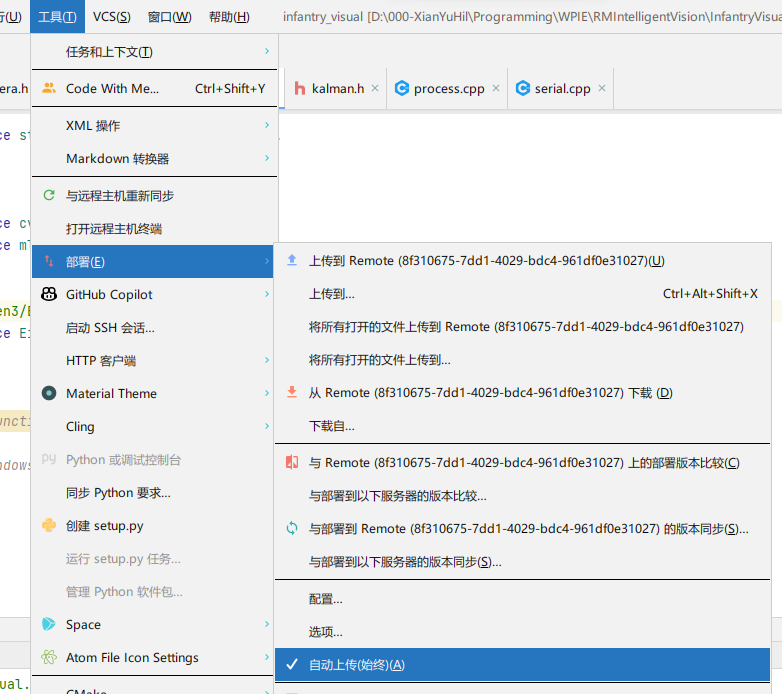 行(U) 工具(T) VCS(S) 窗口(W) 帮助(H) infantry_visual [D:\000-XianYuHil\Programming\WPIE\RMIntelligentVision\InfantryVisua
任务和上下文(T)
era.h Code With Me... Ctrl+Shift+Y kalman.h process.cpp serial.cpp
XML 操作
ce st
Markdown 转换器
与远程主机重新同步
ce cv 打开远程主机终端
ce m
部署(E)
上传到 Remote (8f310675-7dd1-4029-bdc4-961df0e31027)(U)
GitHub Copilot
上传到... Ctrl+Alt+Shift+X
en3/E
启动 SSH 会话...
将所有打开的文件上传到 Remote (8f310675-7dd1-4029-bdc4-961df0e31027)
ce E
HTTP 客户端
将所有打开的文件上传到...
Material Theme
从 Remote (8f310675-7dd1-4029-bdc4-961df0e31027) 下载 (D)
uncti
Cling
下载自...
ndows
Python 或调试控制台
与 Remote (8f310675-7dd1-4029-bdc4-961df0e31027) 上的部署版本比较(C)
同步 Python 要求...
与部署到以下服务器的版本比较...
创建 setup.py
与部署到 Remote (8f310675-7dd1-4029-bdc4-961df0e31027) 的版本同步(S)...
运行 setup.py 任务...
与部署到以下服务器的版本同步(S)...
管理 Python 软件包...
配置...
Space
选项...
Atom File Icon Settings
自动上传(始终)(A)
ual.
CMake